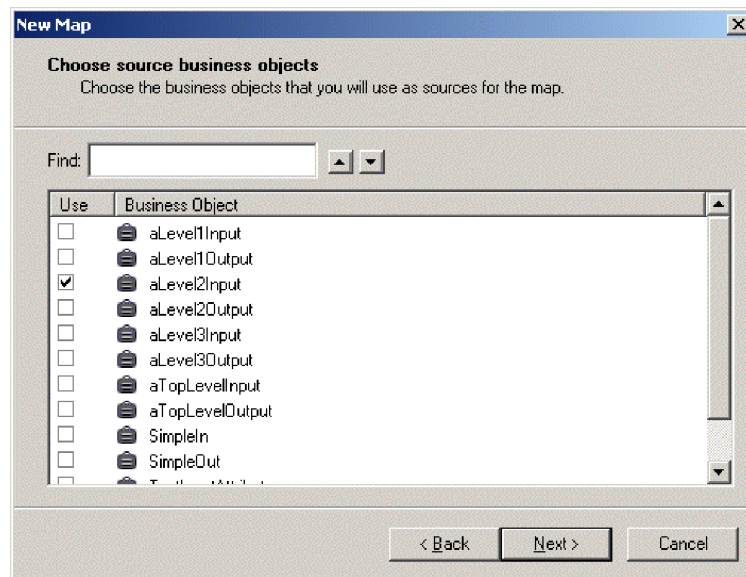 New Map
Choose source business objects
Choose the business objects that you will use as sources for the map.
Find:
Use Business Object
aLevel1Input
aLevel1Output
aLevel2Input
aLevel2Output
aLevel3Input
aLevel3Output
aTopLevelInput
aTopLevelOutput
SimpleIn
SimpleOut
< Back Next > Cancel